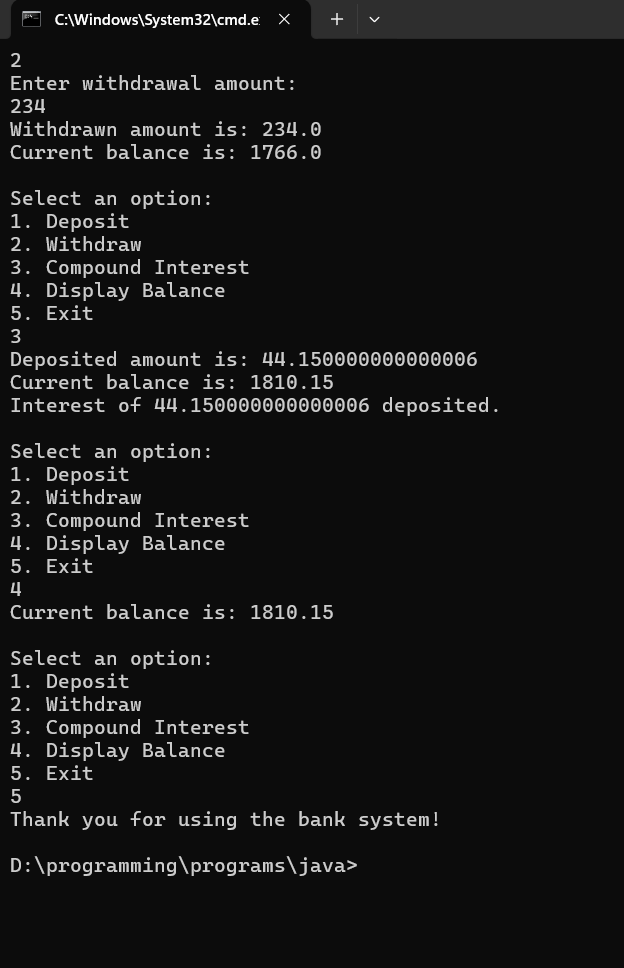 C:\Windows\System32\cmd.e
2
Enter withdrawal amount:
234
Withdrawn amount is: 234.0
Current balance is: 1766.0
Select an option:
1. Deposit
2. Withdraw
3. Compound Interest
4. Display Balance
5. Exit
3
Deposited amount is: 44.150000000000006
Current balance is: 1810.15
Interest of 44.150000000000006 deposited.
Select an option:
1. Deposit
2. Withdraw
3. Compound Interest
4. Display Balance
5. Exit
4
Current balance is: 1810.15
Select an option:
1. Deposit
2. Withdraw
3. Compound Interest
4. Display Balance
5. Exit
5
Thank you for using the bank system!
D:\programming\programs\java>